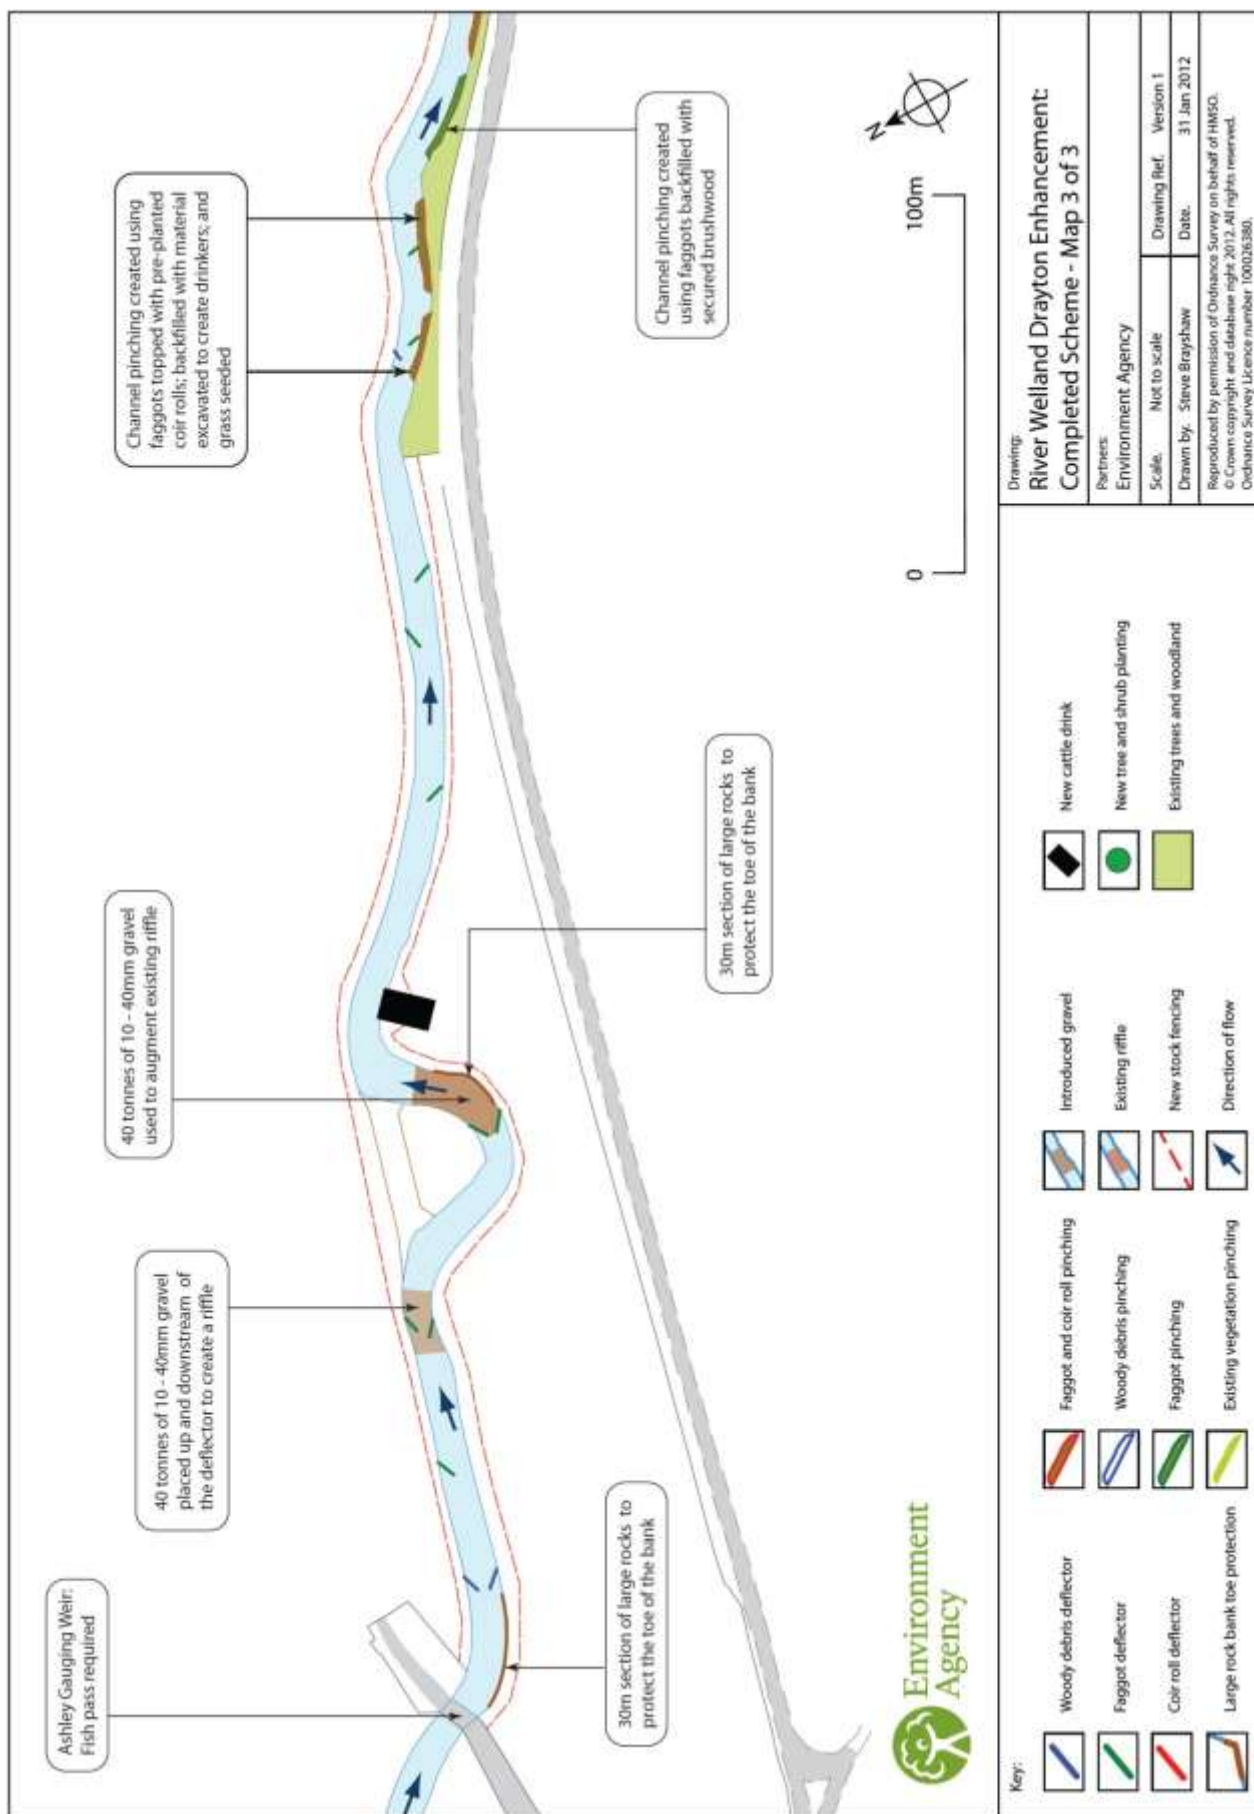 Ashley Gauging Weir:
Fish pass required
40 tonnes of 10 - 40mm gravel
placed up and downstream of
the deflector to create a riffle
40 tonnes of 10 - 40mm gravel
used to augment existing riffle
Channel pinching created using
faggots topped with pre-planted
coir rolls; backfilled with material
excavated to create drinkers; and
grass seeded
30m section of large rocks to
protect the toe of the bank
30m section of large rocks to
protect the toe of the bank
Channel pinching created
using faggots backfilled with
secured brushwood
Environment
Agency
0
100m
N
Key:
Woody debris deflector
Faggot deflector
Coir roll deflector
Large rock bank toe protection
Faggot and coir roll pinching
Woody debris pinching
Faggot pinching
Existing vegetation pinching
Introduced gravel
Existing riffle
New stock fencing
Direction of flow
New cattle drink
New tree and shrub planting
Existing trees and woodland
Drawing:
River Welland Drayton Enhancement:
Completed Scheme - Map 3 of 3
Partners:
Environment Agency
Scale. Not to scale
Drawing Ref. Version 1
Drawn by. Steve Brayshaw
Date. 31 Jan 2012
Reproduced by permission of Ordnance Survey on behalf of HMSO.
© Crown copyright and database right 2012. All rights reserved.
Ordnance Survey Licence number 100026380.